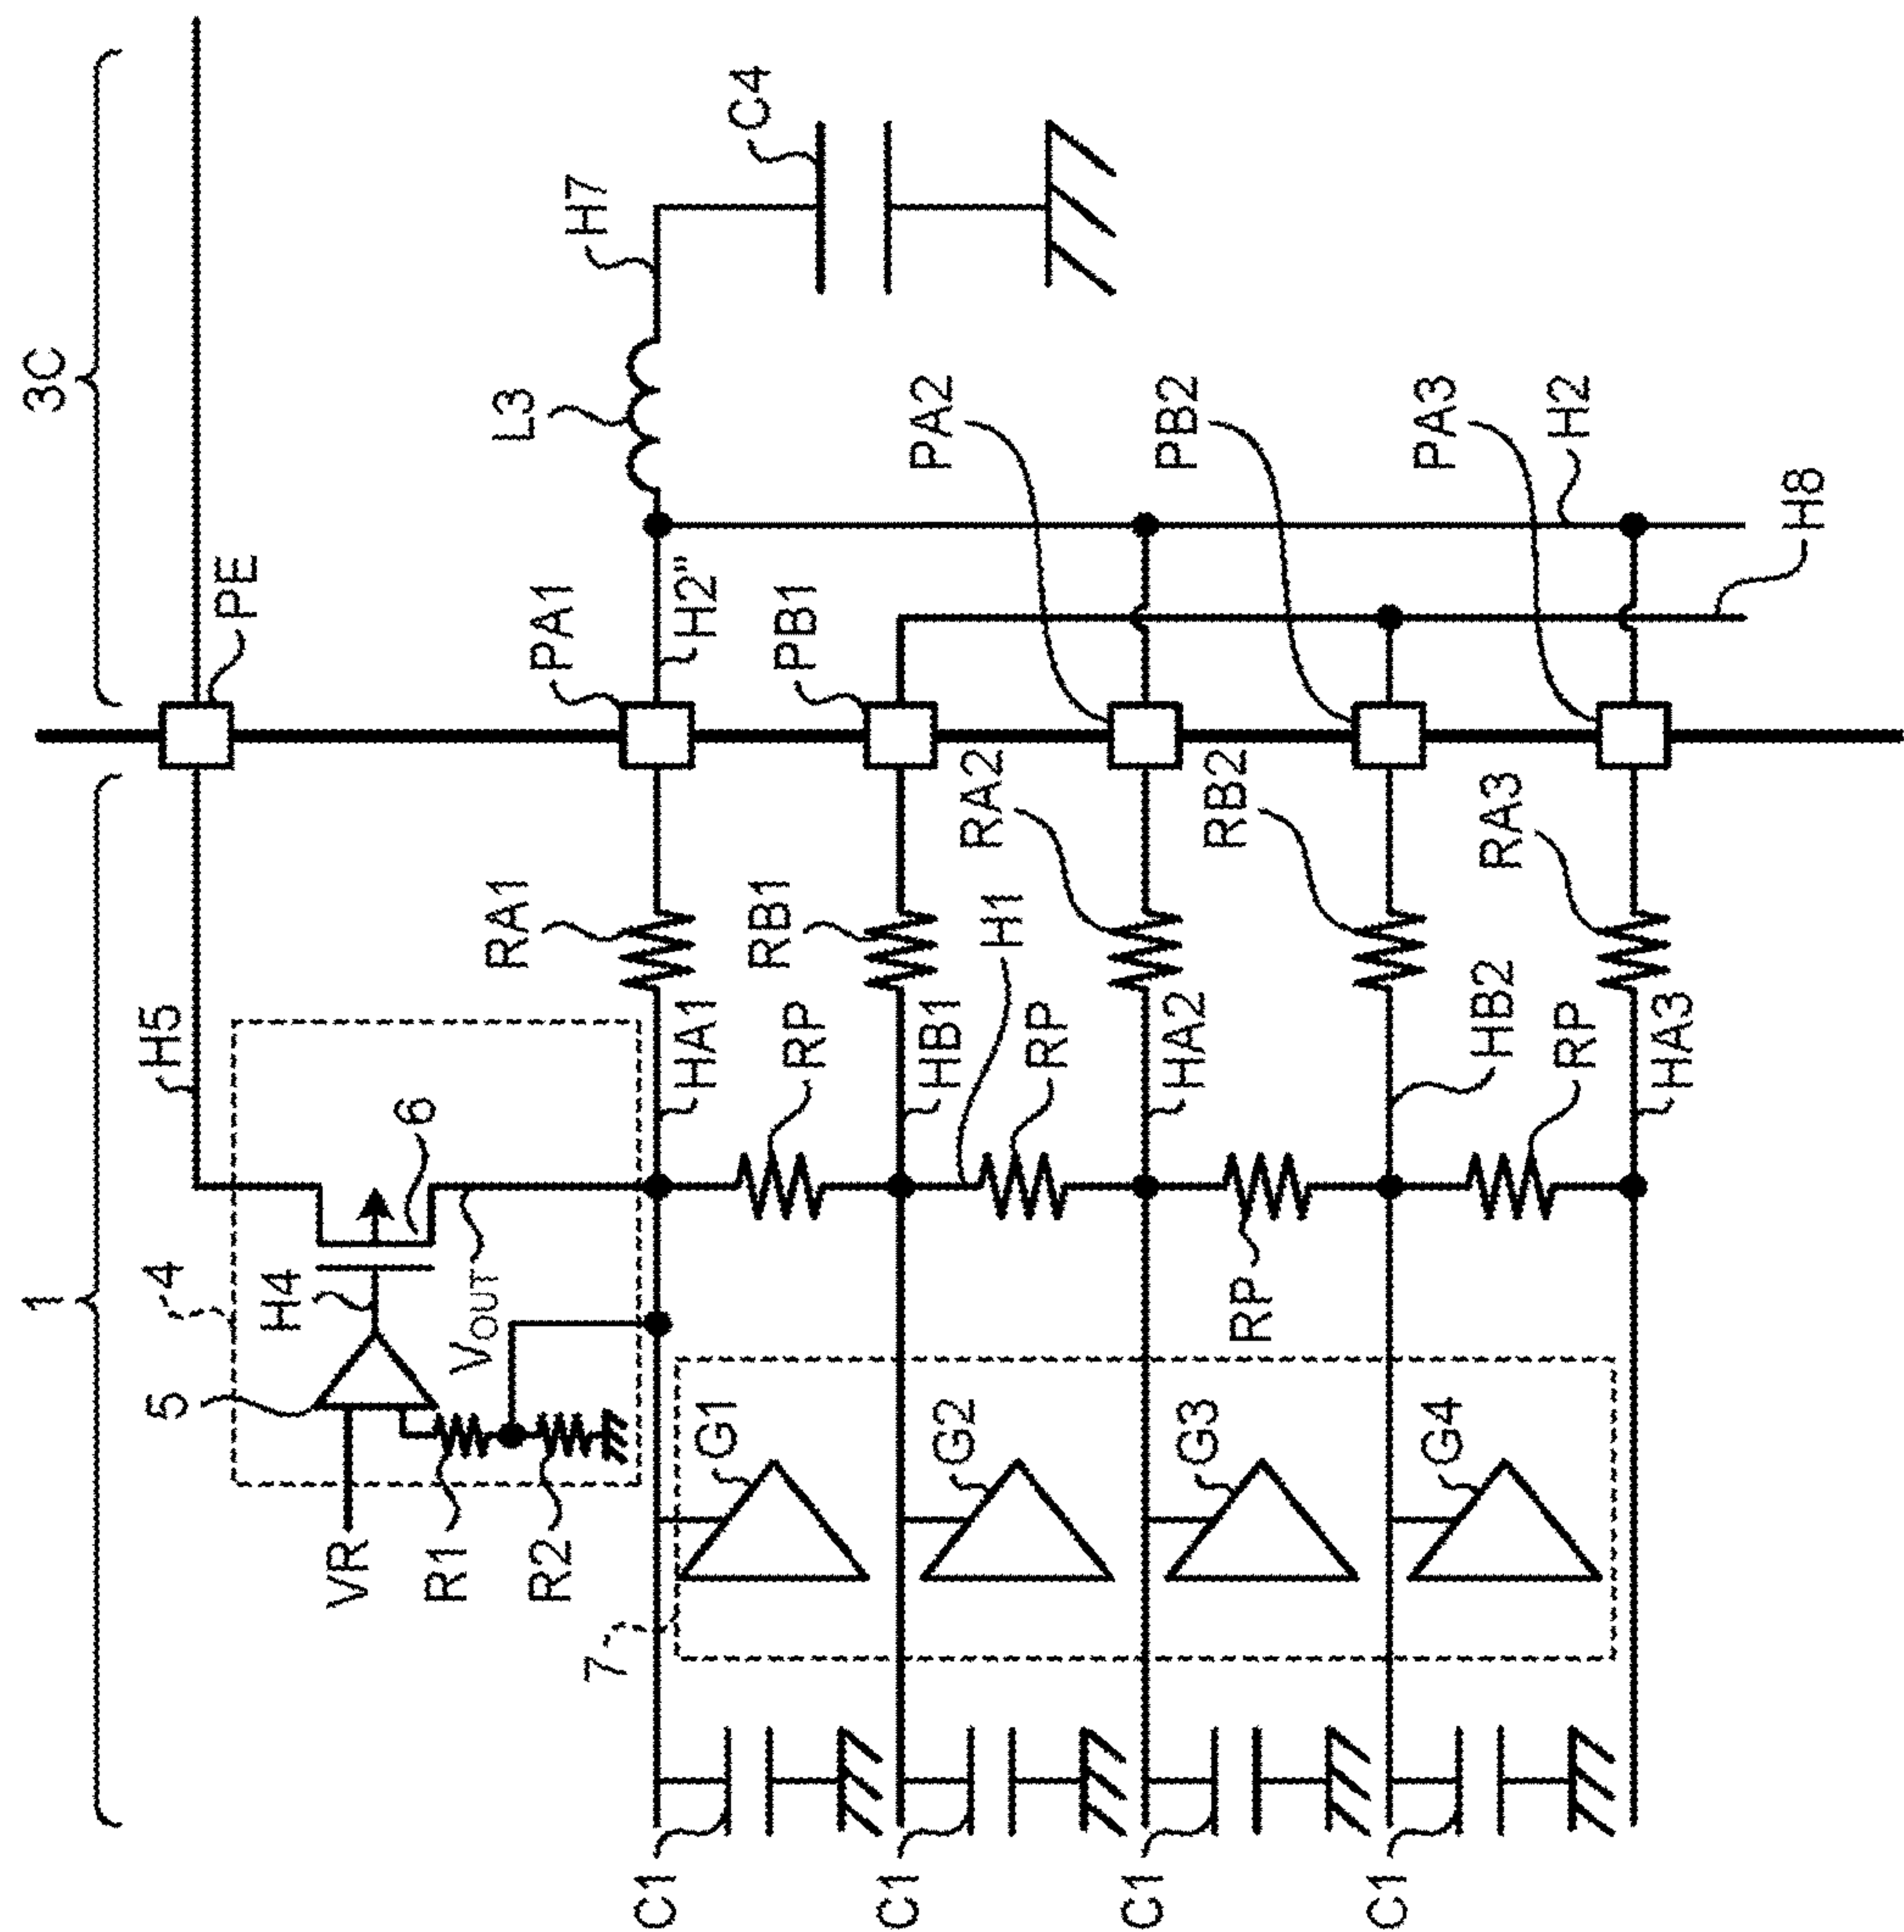 1
3C
4
H5
PE
5
H4
6
VR
R1
R2
VOUT
RA1
PA1
L3
H7
C4
HA1
H2"
7
G1
RP
RB1
PB1
HB1
H1
G2
RP
RA2
PA2
HA2
G3
RP
RB2
PB2
HB2
G4
RP
RA3
PA3
HA3
H2
H8
C1
C1
C1
C1